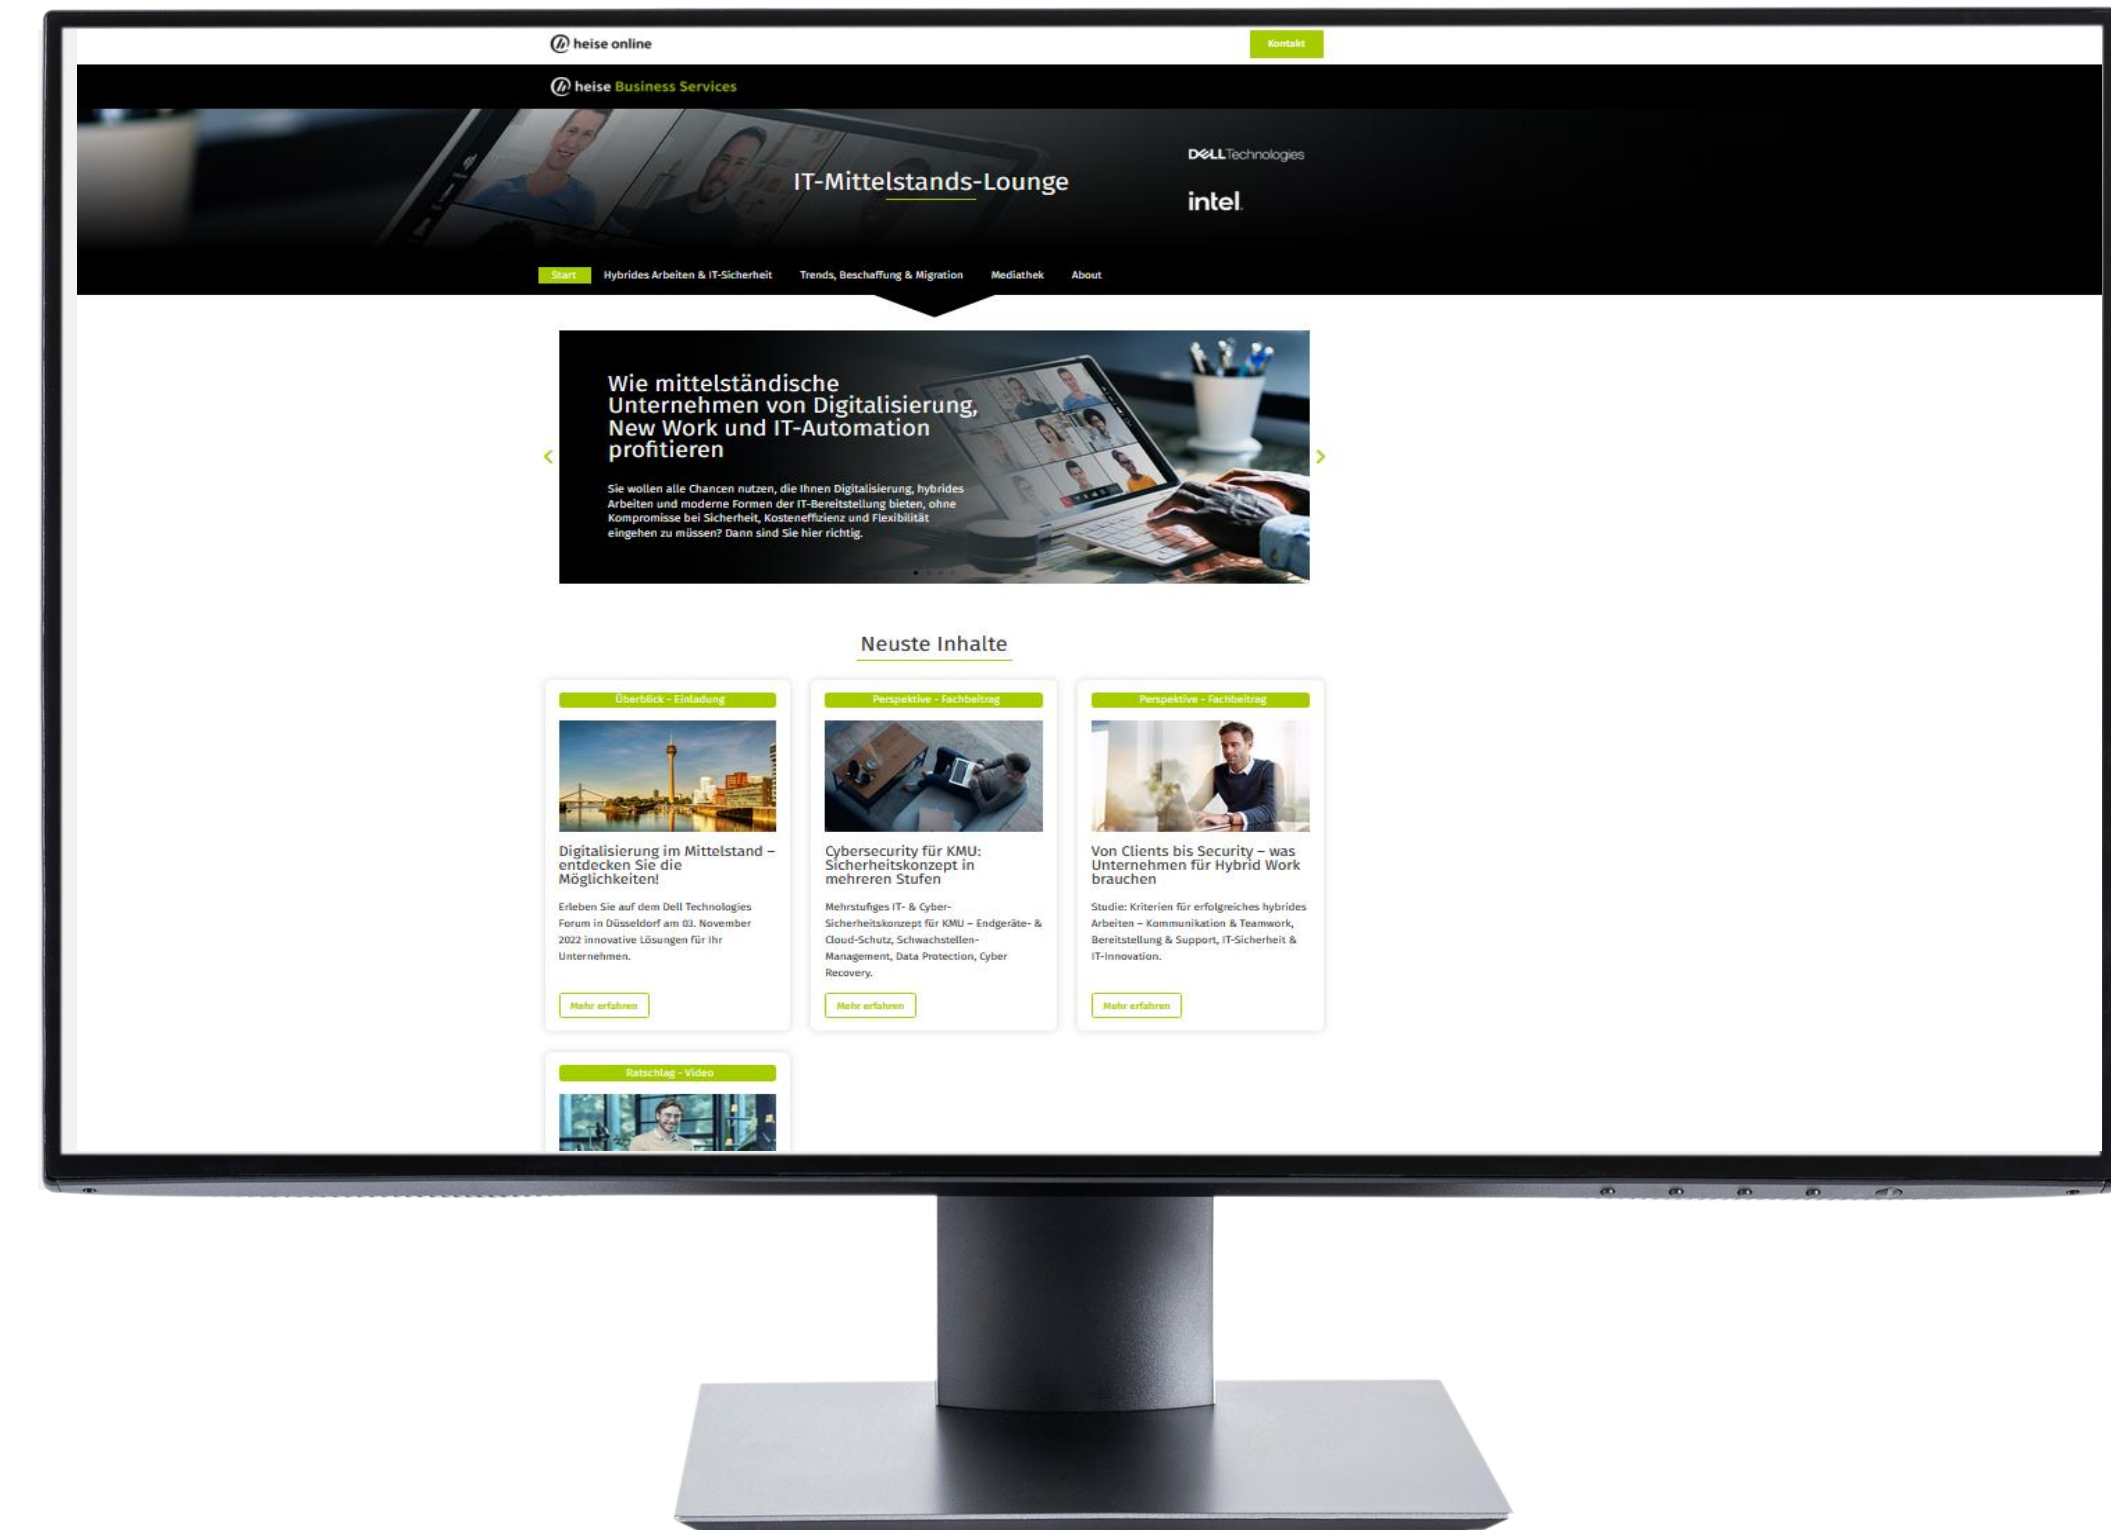 heise online
Kontakt
heise Business Services
IT-Mittelstands-Lounge
DELLTechnologies
intel.
Start Hybrides Arbeiten & IT-Sicherheit Trends, Beschaffung & Migration Mediathek About
Wie mittelständische
Unternehmen von Digitalisierung,
New Work und IT-Automation
profitieren
Sie wollen alle Chancen nutzen, die Ihnen Digitalisierung, hybrides
Arbeiten und moderne Formen der IT-Bereitstellung bieten, ohne
Kompromisse bei Sicherheit, Kosteneffizienz und Flexibilität
eingehen zu müssen? Dann sind Sie hier richtig.
Neuste Inhalte
Überblick - Einladung
Digitalisierung im Mittelstand –
entdecken Sie die
Möglichkeiten!
Erleben Sie auf dem Dell Technologies
Forum in Düsseldorf am 03. November
2022 innovative Lösungen für Ihr
Unternehmen.
Mehr erfahren
Perspektive - Fachbeitrag
Cybersecurity für KMU:
Sicherheitskonzept in
mehreren Stufen
Mehrstufiges IT- & Cyber-
Sicherheitskonzept für KMU – Endgeräte- &
Cloud-Schutz, Schwachstellen-
Management, Data Protection, Cyber
Recovery.
Mehr erfahren
Perspektive - Fachbeitrag
Von Clients bis Security – was
Unternehmen für Hybrid Work
brauchen
Studie: Kriterien für erfolgreiches hybrides
Arbeiten – Kommunikation & Teamwork,
Bereitstellung & Support, IT-Sicherheit &
IT-Innovation.
Mehr erfahren
Ratschlag - Video